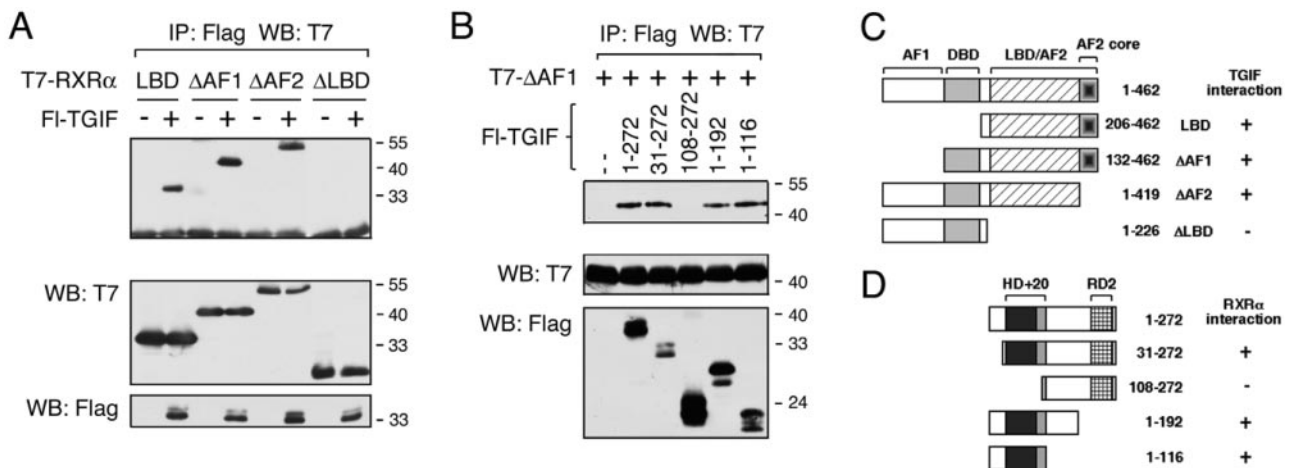 A
IP: Flag WB: T7
T7-RXRα LBD ΔAF1 ΔAF2 ΔLBD
Fl-TGIF - + - + - + - +
- 55
- 40
- 33
WB: T7
- 55
- 40
- 33
WB: Flag
- 33
B
IP: Flag WB: T7
T7-ΔAF1 + + + + + +
Fl-TGIF - 1-272 31-272 108-272 1-192 1-116
- 55
- 40
WB: T7
- 40
WB: Flag
- 40
- 33
- 24
C
AF1 DBD LBD/AF2 AF2 core
TGIF
interaction
1-462
206-462 LBD +
132-462 ΔAF1 +
1-419 ΔAF2 +
1-226 ΔLBD -
D
HD+20 RD2
RXRα
interaction
1-272
31-272 +
108-272 -
1-192 +
1-116 +